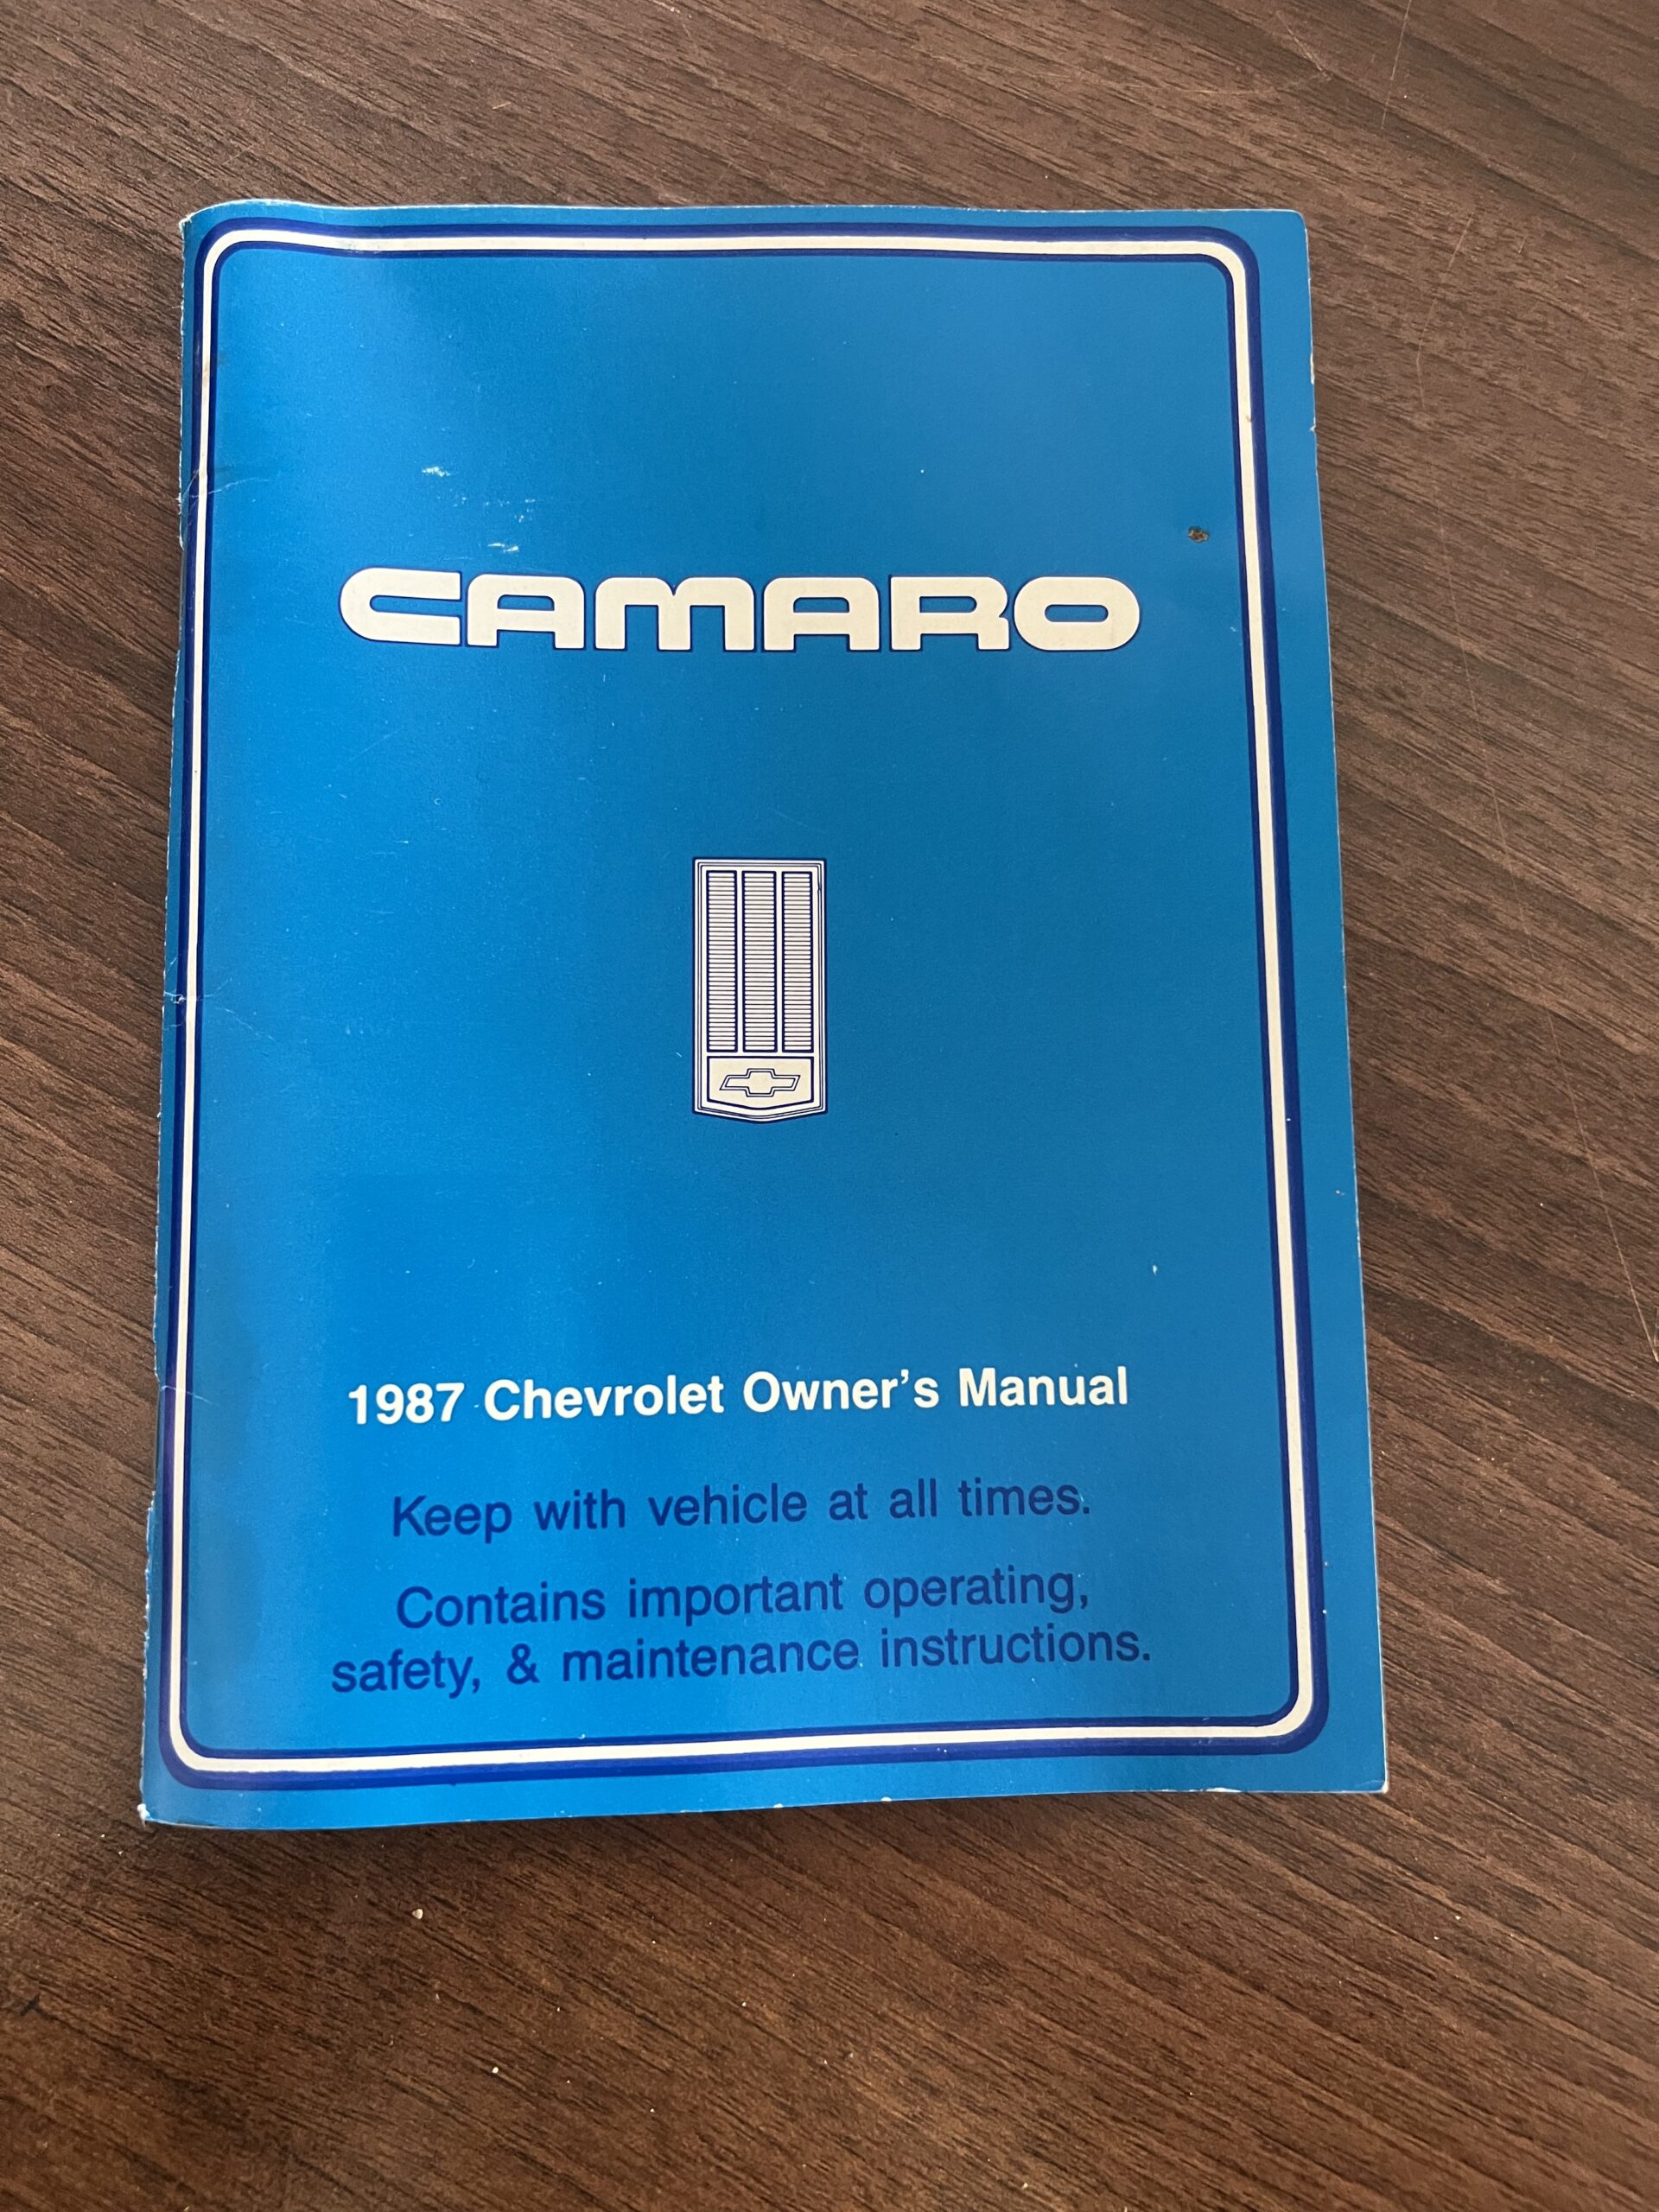 CAMARO
1987 Chevrolet Owner's Manual
Keep with vehicle at all times.
Contains important operating,
safety, & maintenance instructions.